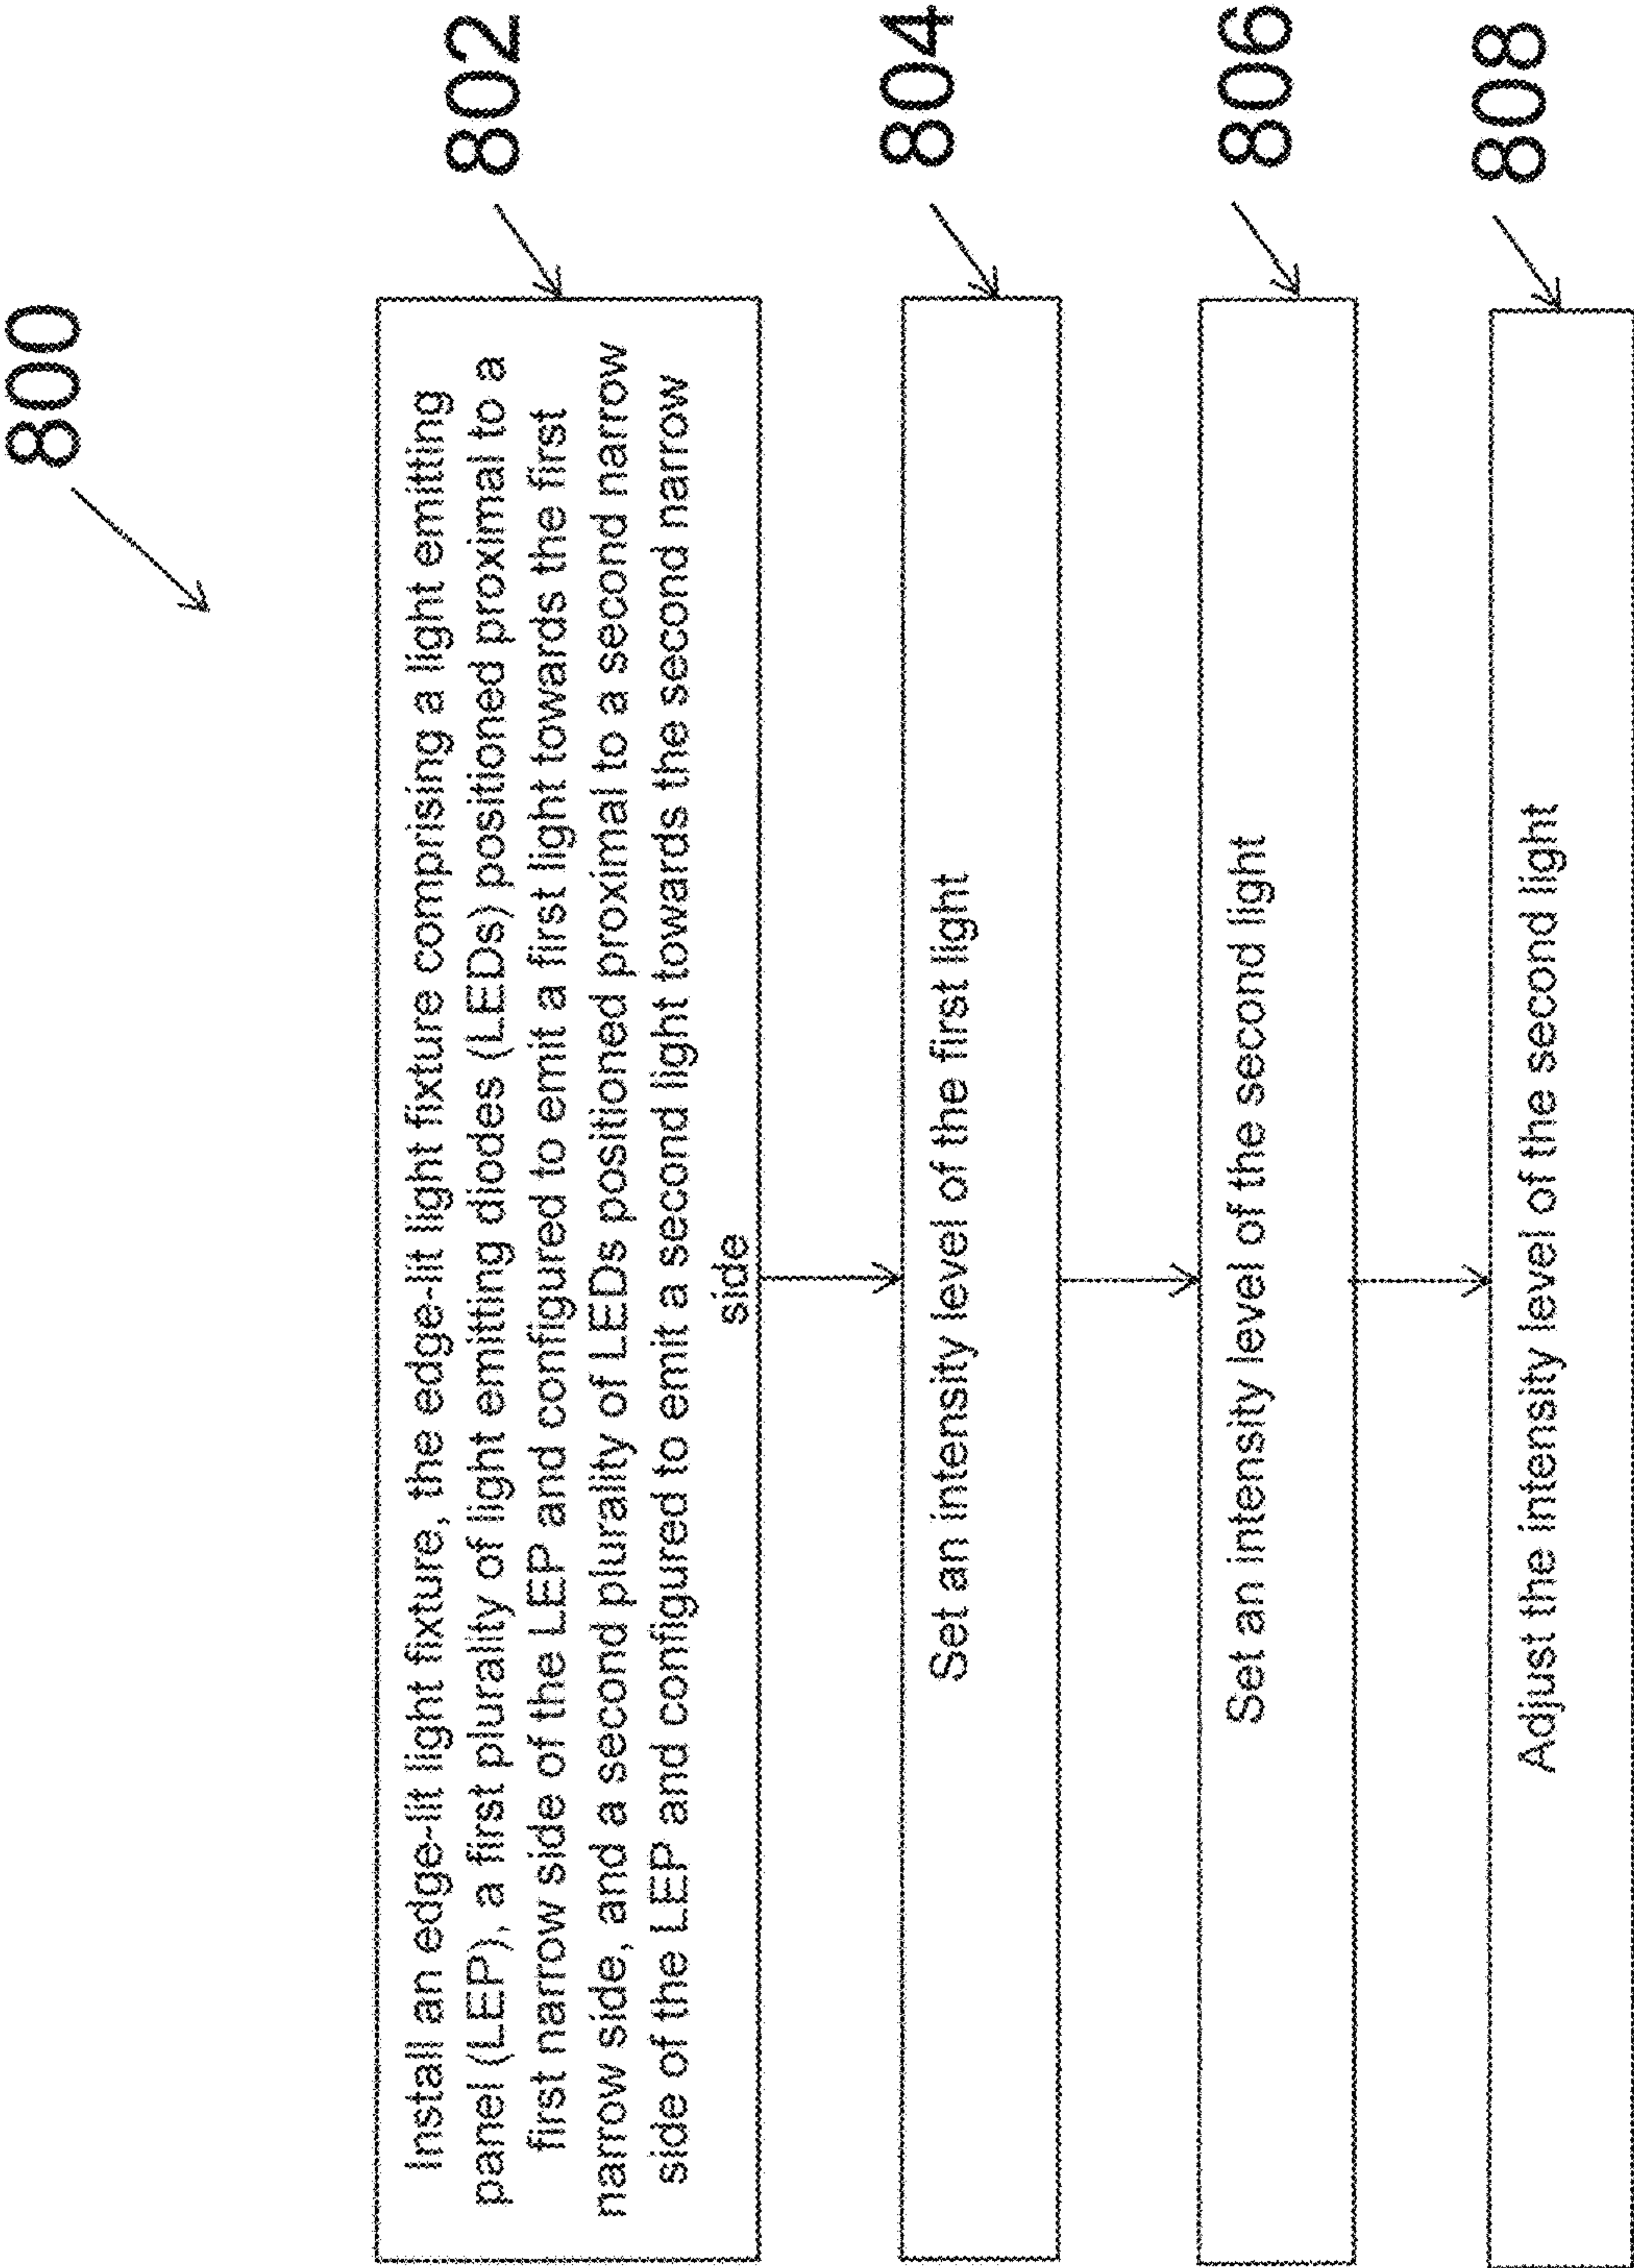 800
Install an edge-lit light fixture, the edge-lit light fixture comprising a light emitting
panel (LEP), a first plurality of light emitting diodes (LEDs) positioned proximal to a
first narrow side of the LEP and configured to emit a first light towards the first
narrow side, and a second plurality of LEDs positioned proximal to a second narrow
side of the LEP and configured to emit a second light towards the second narrow
side
802
Set an intensity level of the first light
804
Set an intensity level of the second light
806
Adjust the intensity level of the second light
808